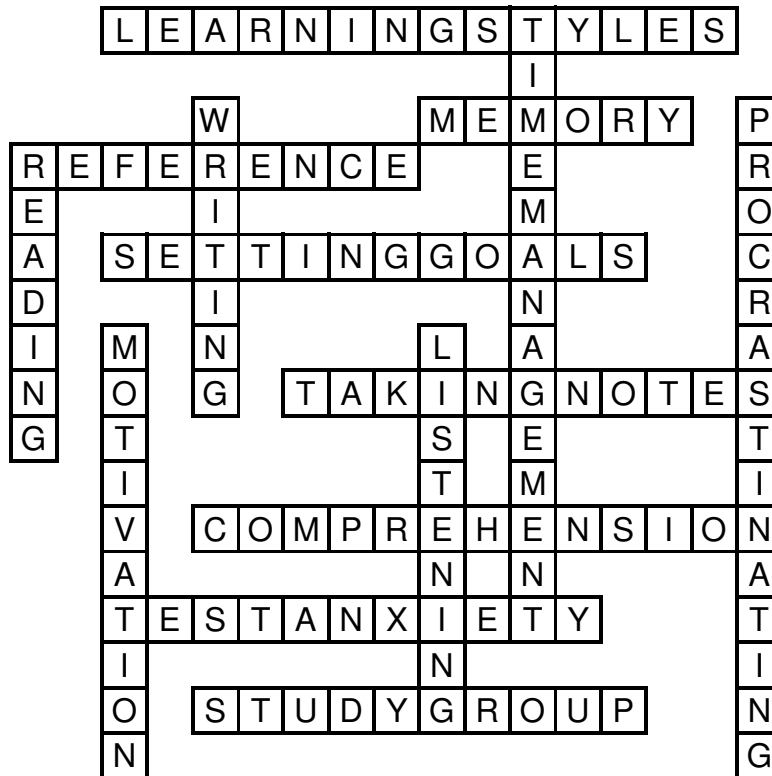 LEARNINGSTYLES
TIMEMANAGEMENT
WRITING
MEMORY
PROCRASTINATING
REFERENCE
READING
SETTINGGOALS
MOTIVATION
LISTENING
TAKINGNOTES
COMPREHENSION
TESTANXIETY
STUDYGROUP